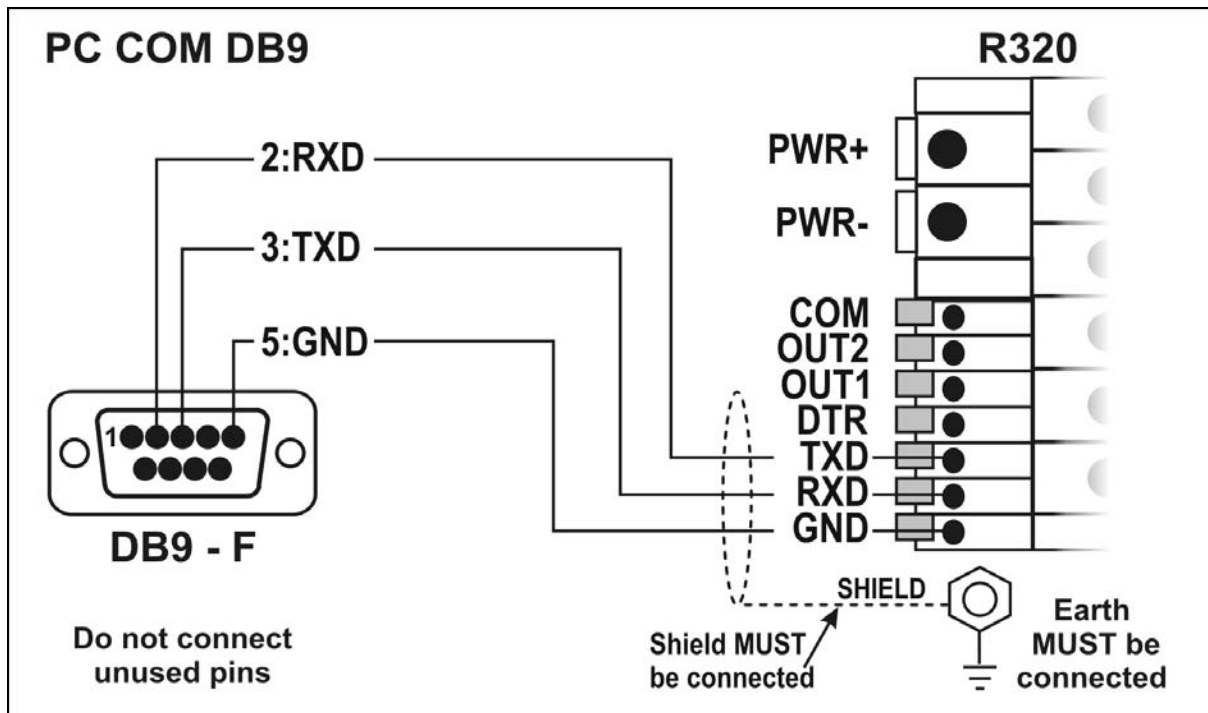 PC COM DB9
R320
2:RXD
3:TXD
5:GND
1
DB9 - F
Do not connect
unused pins
PWR+
PWR-
COM
OUT2
OUT1
DTR
TXD
RXD
GND
SHIELD
Shield MUST
be connected
Earth
MUST be
connected